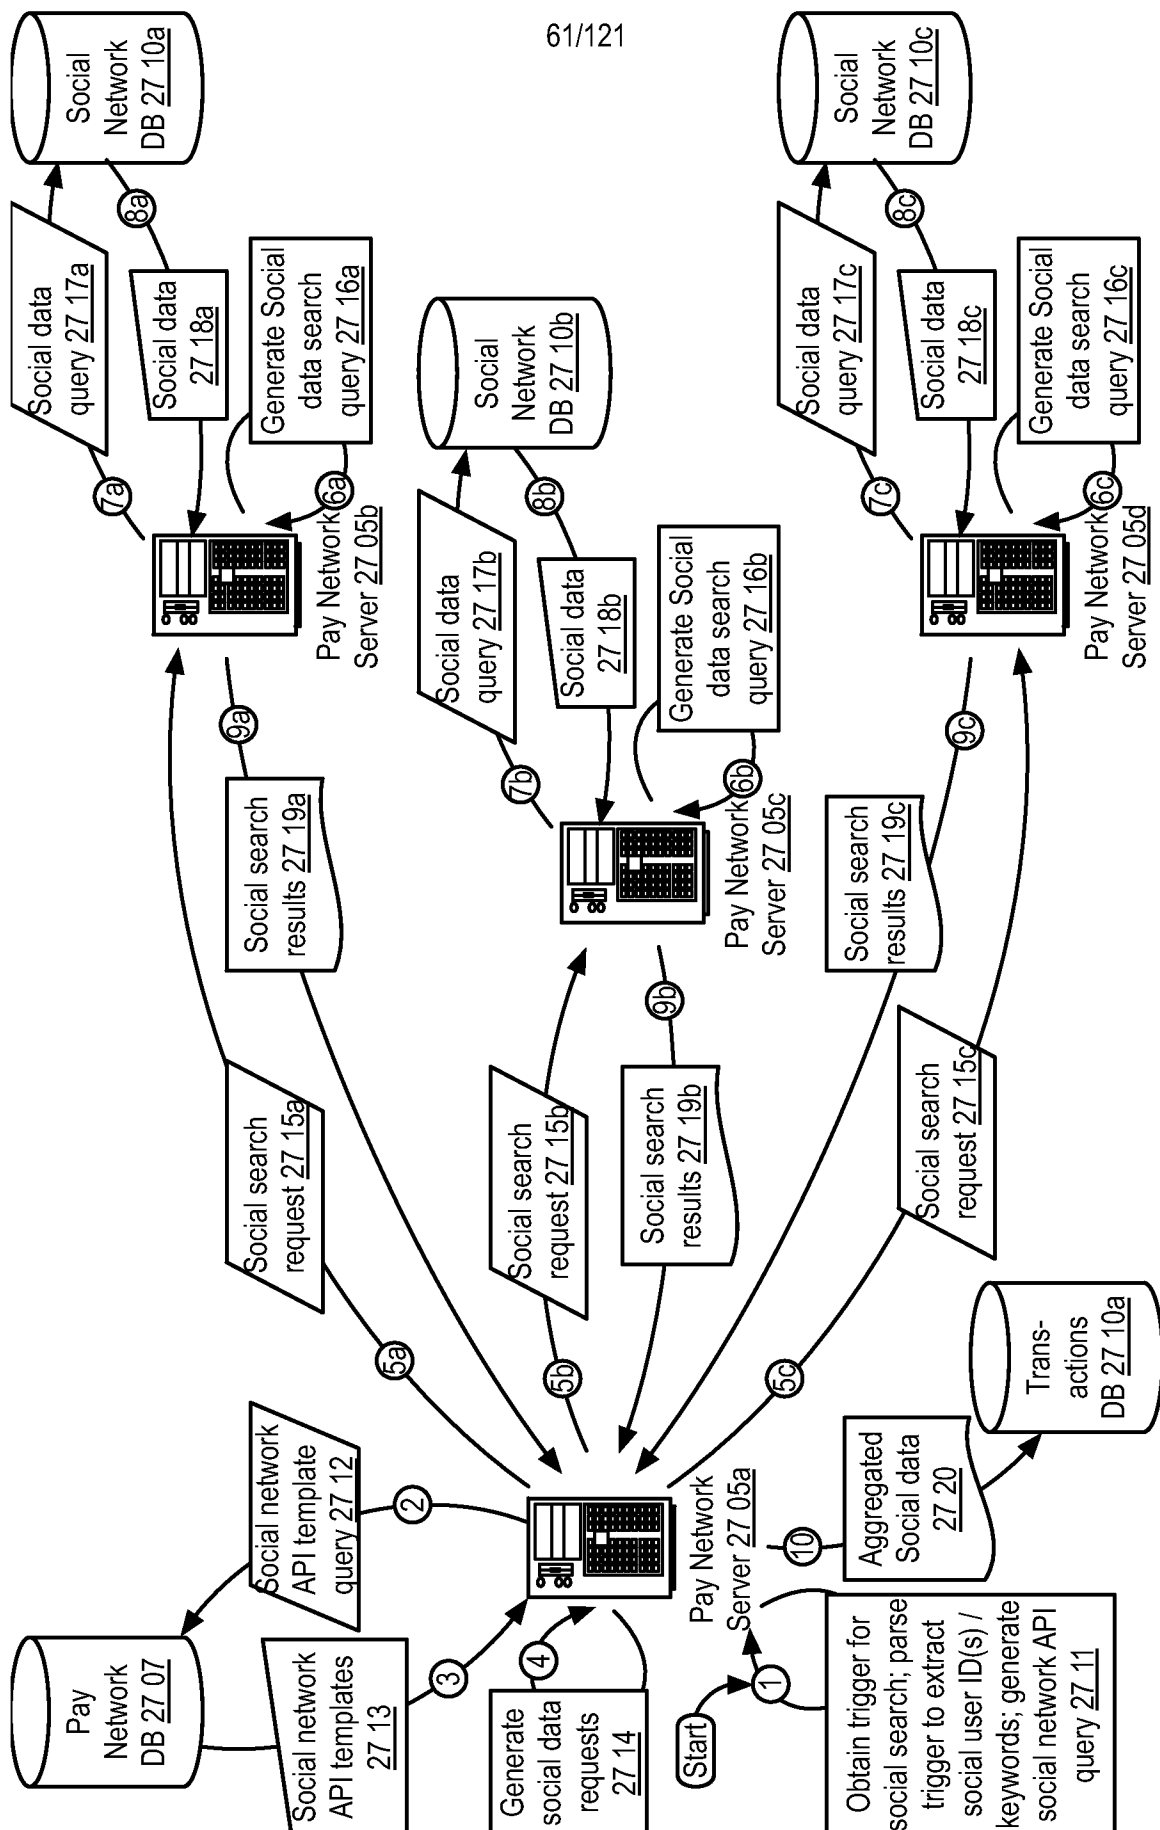 61/121
Pay
Network
DB 27 07
Social network
API template
query 27 12
2
Social network
API templates
27 13
3
Generate
social data
requests
27 14
4
Start
1
Obtain trigger for
social search; parse
trigger to extract
social user ID(s) /
keywords; generate
social network API
query 27 11
Pay Network
Server 27 05a
10
Aggregated
Social data
27 20
Trans-
actions
DB 27 10a
5a
Social search
request 27 15a
5b
Social search
request 27 15b
5c
Social search
request 27 15c
Social search
results 27 19a
9a
Social search
results 27 19b
9b
Social search
results 27 19c
9c
Pay Network
Server 27 05b
6a
Generate Social
data search
query 27 16a
7a
Social data
query 27 17a
8a
Social data
27 18a
Social
Network
DB 27 10a
Pay Network
Server 27 05c
6b
Generate Social
data search
query 27 16b
7b
Social data
query 27 17b
8b
Social data
27 18b
Social
Network
DB 27 10b
Pay Network
Server 27 05d
6c
Generate Social
data search
query 27 16c
7c
Social data
query 27 17c
8c
Social data
27 18c
Social
Network
DB 27 10c